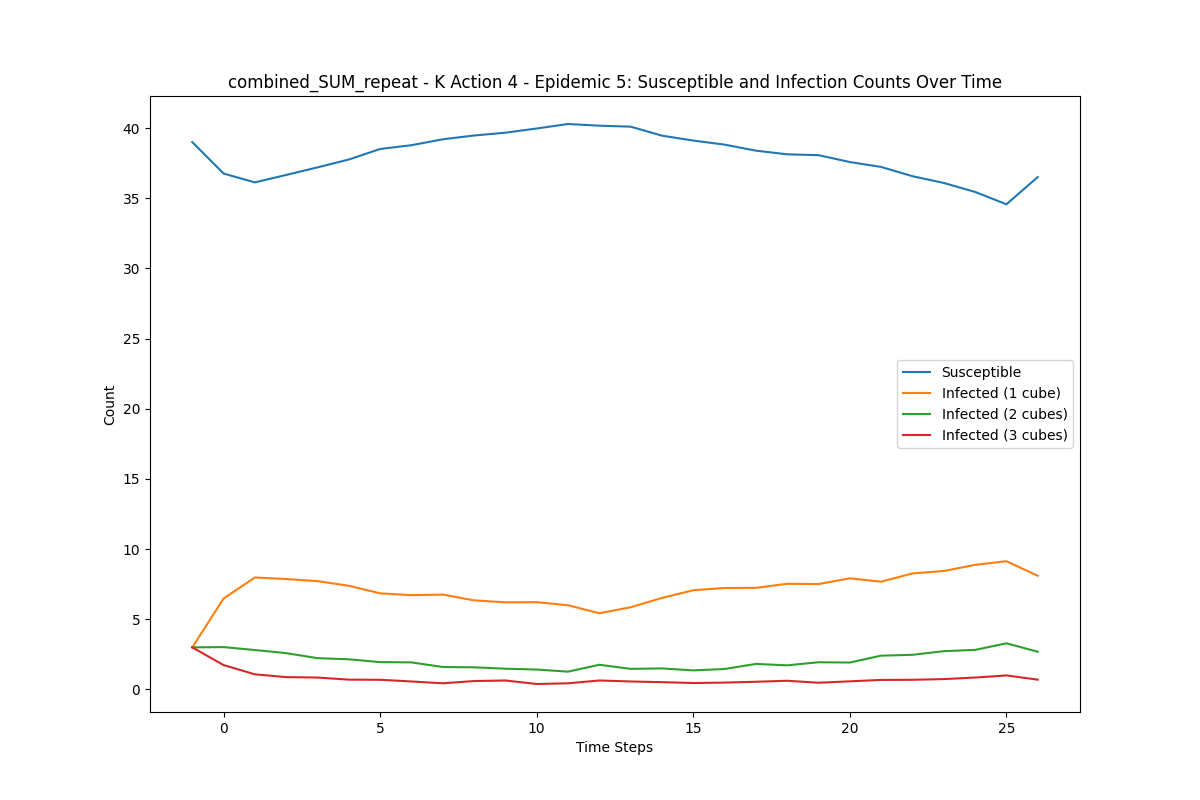 combined_SUM_repeat - K Action 4 - Epidemic 5: Susceptible and Infection Counts Over Time
40
35
30
25
20
15
10
5
0
Count
Susceptible
Infected (1 cube)
Infected (2 cubes)
Infected (3 cubes)
0 5 10 15 20 25
Time Steps